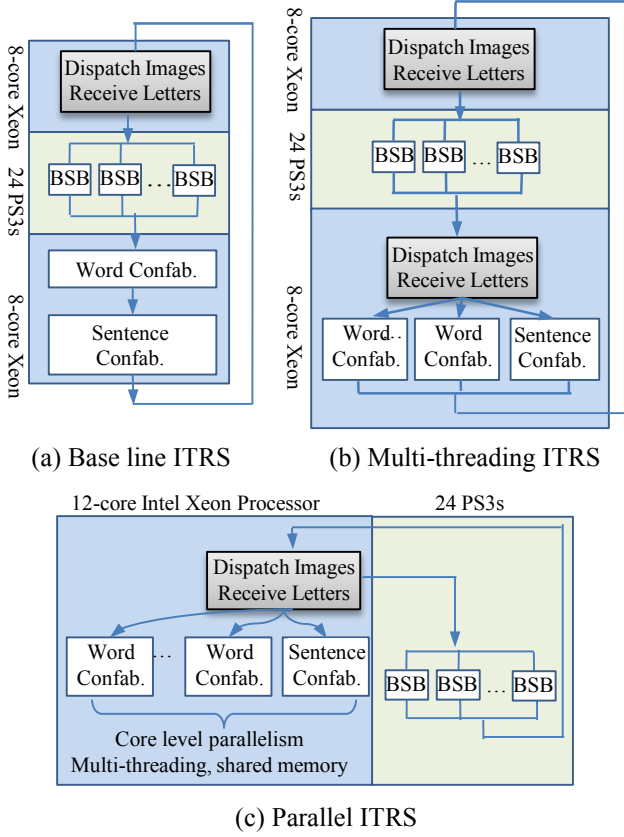 8-core Xeon
Dispatch Images
Receive Letters
24 PS3s
BSB BSB ... BSB
8-core Xeon
Word Confab.
Sentence
Confab.
(a) Base line ITRS
8-core Xeon
Dispatch Images
Receive Letters
24 PS3s
BSB BSB ... BSB
8-core Xeon
Dispatch Images
Receive Letters
Word ... Word Sentence
Confab. Confab. Confab.
(b) Multi-threading ITRS
12-core Intel Xeon Processor 24 PS3s
Dispatch Images
Receive Letters
Word ... Word Sentence
Confab. Confab. Confab.
BSB BSB ... BSB
Core level parallelism
Multi-threading, shared memory
(c) Parallel ITRS